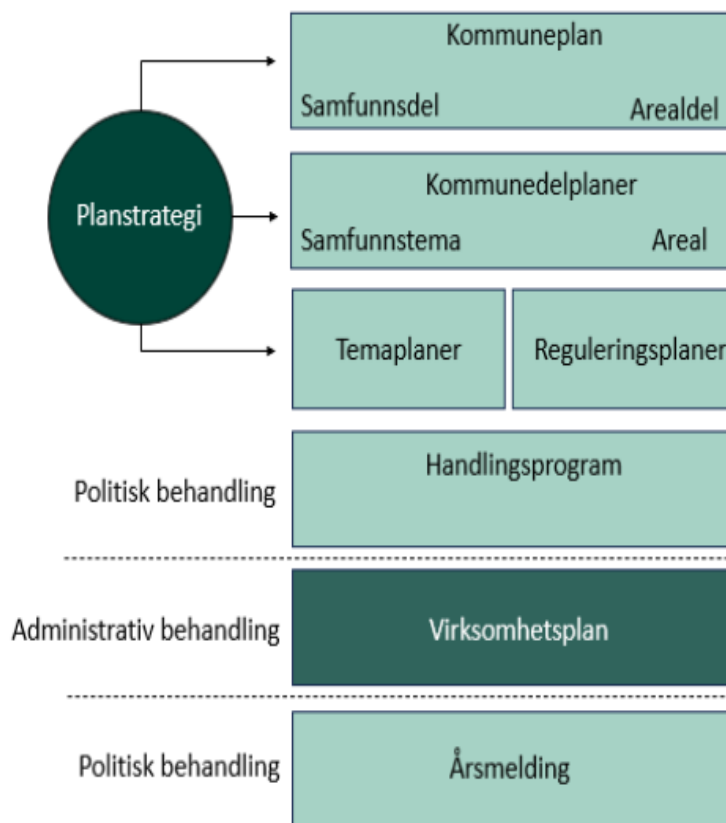 Kommuneplan
Samfunnsdel Arealdel
Planstrategi
Kommunedelplaner
Samfunnstema Areal
Temaplaner
Reguleringsplaner
Handlingsprogram
Politisk behandling
Administrativ behandling
Virksomhetsplan
Politisk behandling
Årsmelding